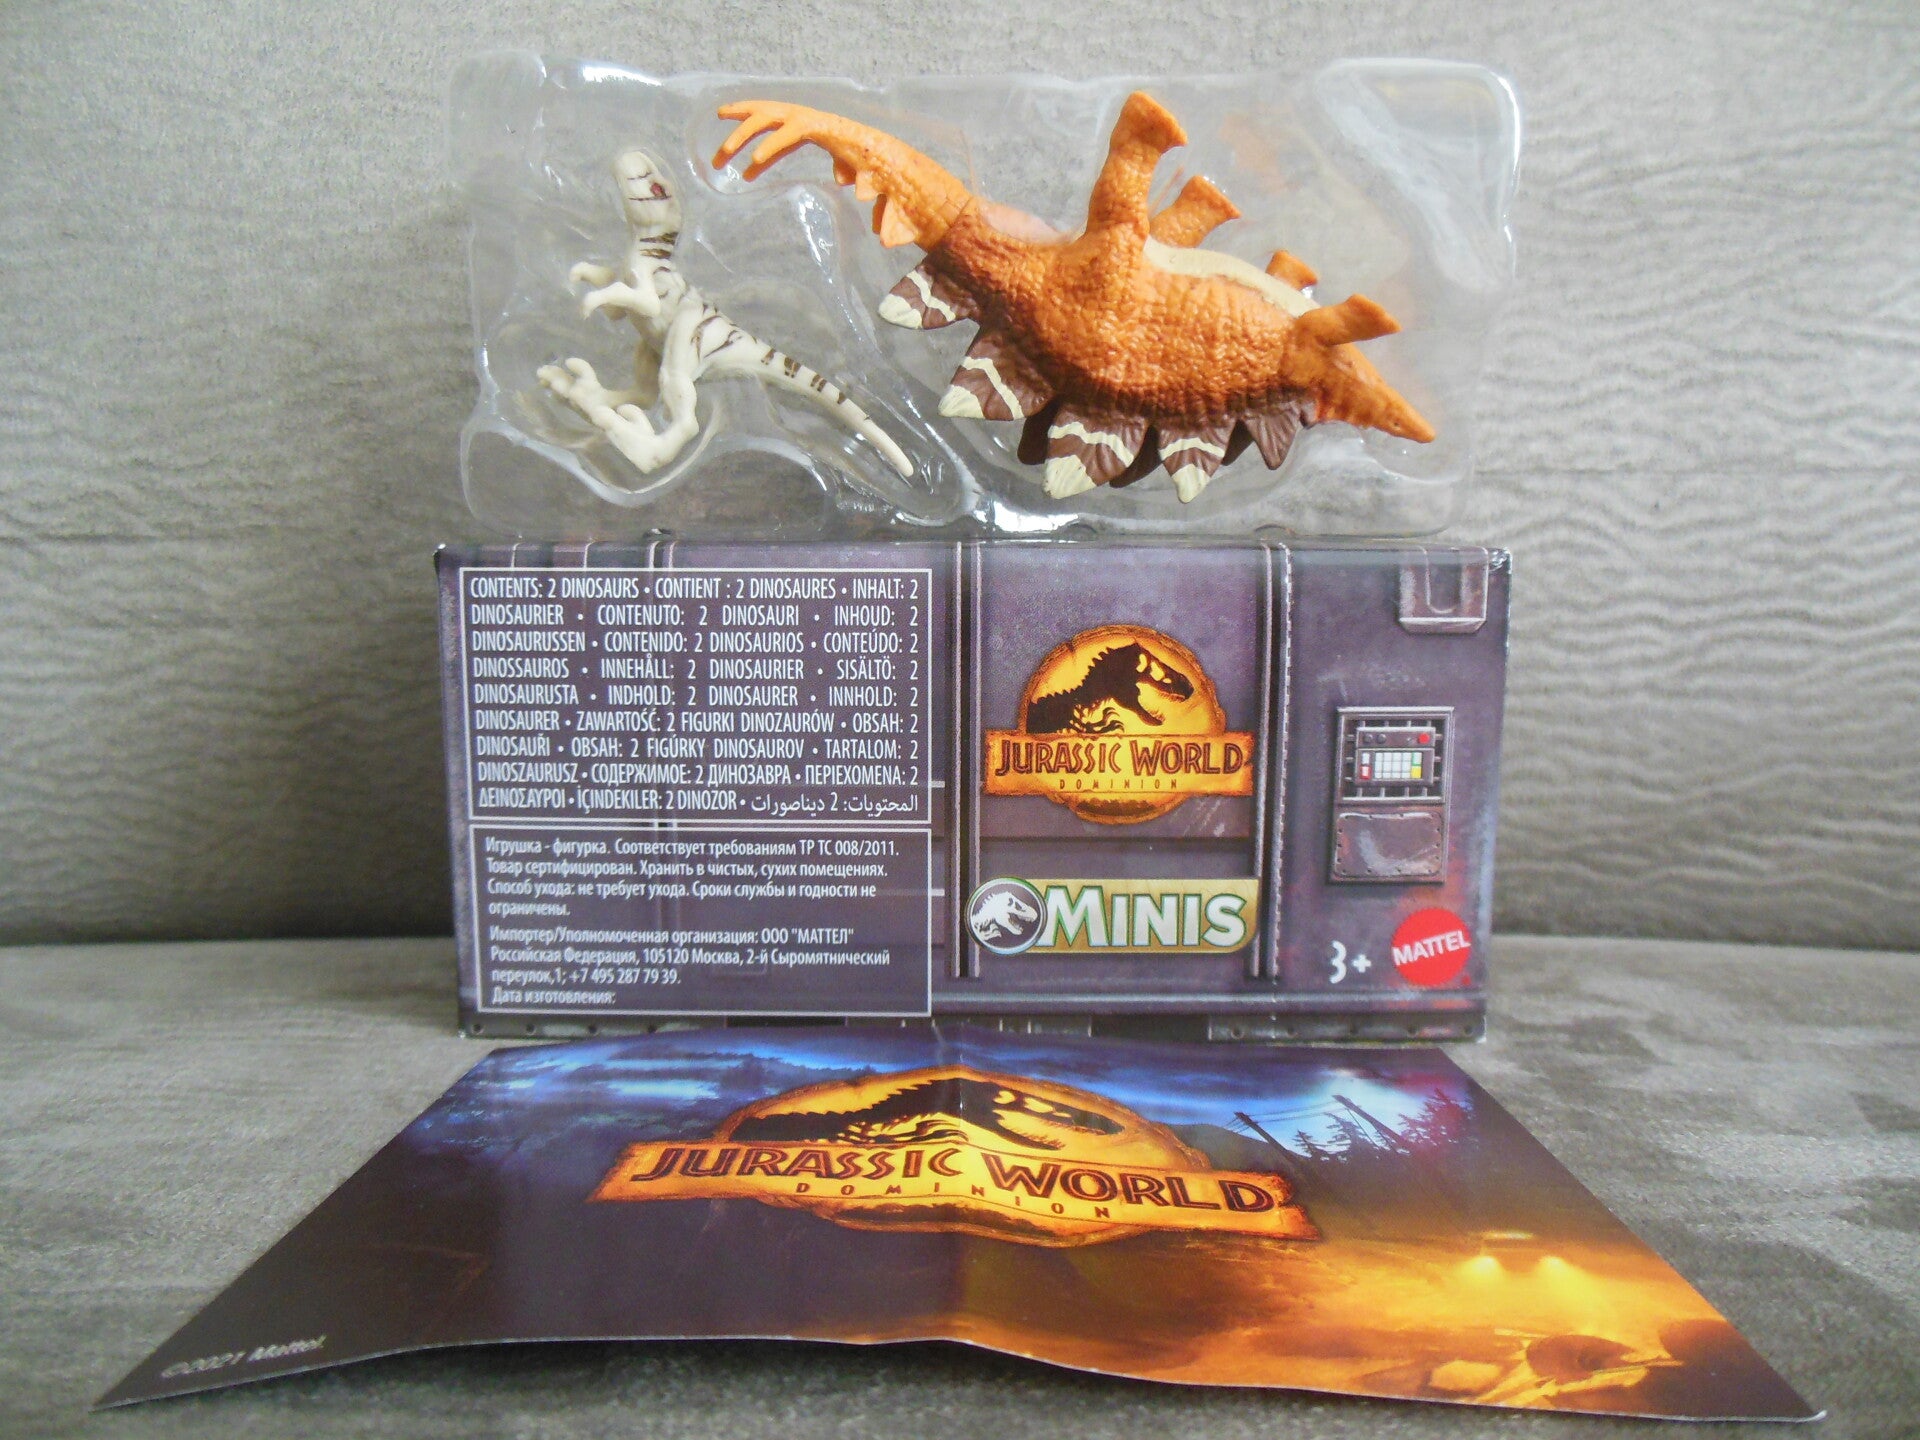 CONTENTS: 2 DINOSAURS • CONTIENT : 2 DINOSAURES • INHALT: 2
DINOSAURIER • CONTENUTO: 2 DINOSAURI • INHOUD: 2
DINOSAURUSSEN • CONTENIDO: 2 DINOSAURIOS • CONTEÚDO: 2
DINOSSAUROS • INNEHÅLL: 2 DINOSAURIER • SISÄLTÖ: 2
DINOSAURUSTA • INDHOLD: 2 DINOSAURER • INNHOLD: 2
DINOSAURER • ZAWARTOŚĆ: 2 FIGURKI DINOZAURÓW • OBSAH: 2
DINOSAUŘI • OBSAH: 2 FIGÚRKY DINOSAUROV • TARTALOM: 2
DINOSZAURUSZ • СОДЕРЖИМОЕ: 2 ДИНОЗАВРА • ΠΕΡΙΕΧΟΜΕΝΑ: 2
ΔΕΙΝΟΣΑΥΡΟΙ • İÇINDEKILER: 2 DINOZOR • المحتويات: 2 ديناصورات
Игрушка - фигурка. Соответствует требованиям ТР ТС 008/2011.
Товар сертифицирован. Хранить в чистых, сухих помещениях.
Способ ухода: не требует ухода. Сроки службы и годности не
ограничены.
Импортер/Уполномоченная организация: ООО "МАТТЕЛ"
Российская Федерация, 105120 Москва, 2-й Сыромятнический
переулок,1; +7 495 287 79 39.
Дата изготовления:
JURASSIC WORLD
DOMINION
MINIS
3+
MATTEL
JURASSIC WORLD
DOMINION
©2021 Mattel.